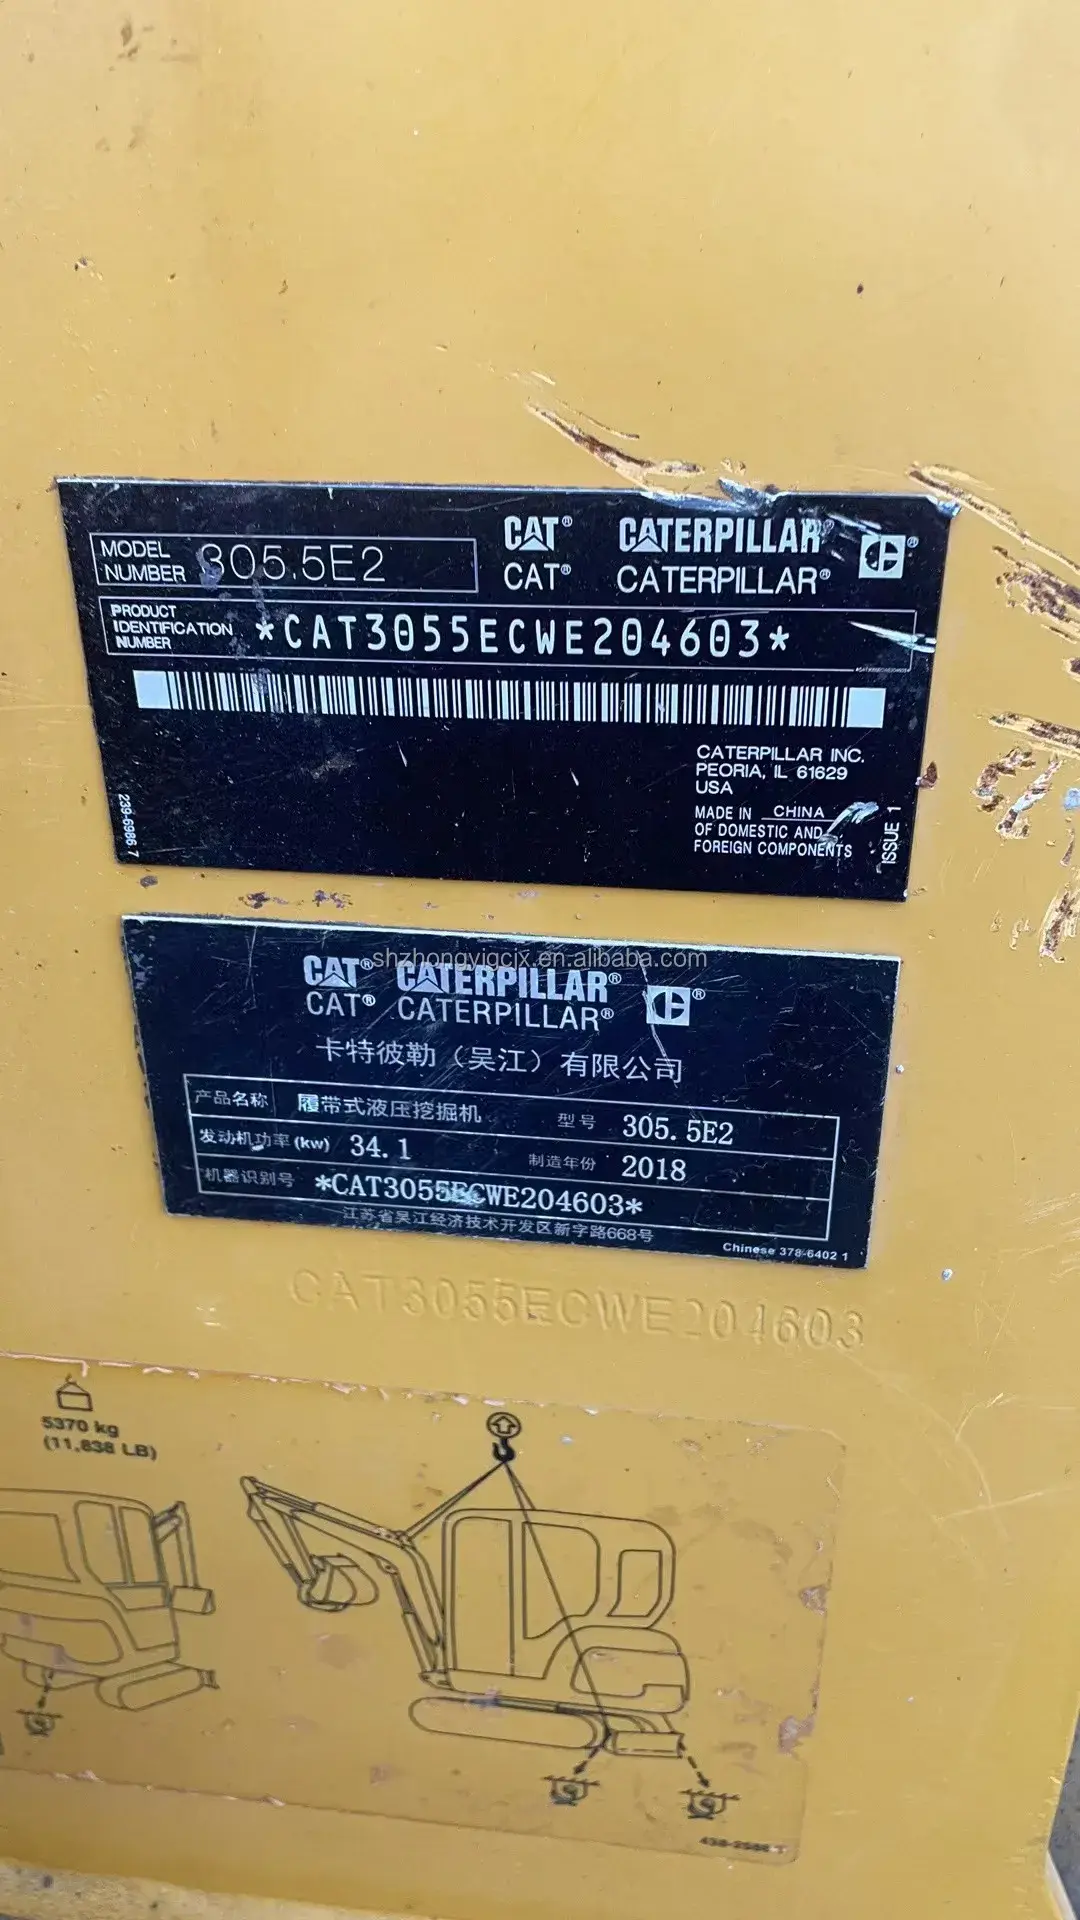 MODEL NUMBER 305.5E2
CAT® CATERPILLAR®
CAT® CATERPILLAR®
PRODUCT IDENTIFICATION NUMBER *CAT3055ECWE204603*
CATERPILLAR INC.
PEORIA, IL 61629
USA
MADE IN CHINA
OF DOMESTIC AND
FOREIGN COMPONENTS
ISSUE 1
239-6986 7
shzhongyigcjx.en.alibaba.com
CAT® CATERPILLAR®
CAT® CATERPILLAR®
卡特彼勒（吴江）有限公司
产品名称 履带式液压挖掘机 型号 305.5E2
发动机功率(kw) 34.1 制造年份 2018
机器识别号 *CAT3055ECWE204603*
江苏省吴江经济技术开发区新字路668号
Chinese 378-6402 1
CAT3055ECWE204603
5370 kg
(11,838 LB)